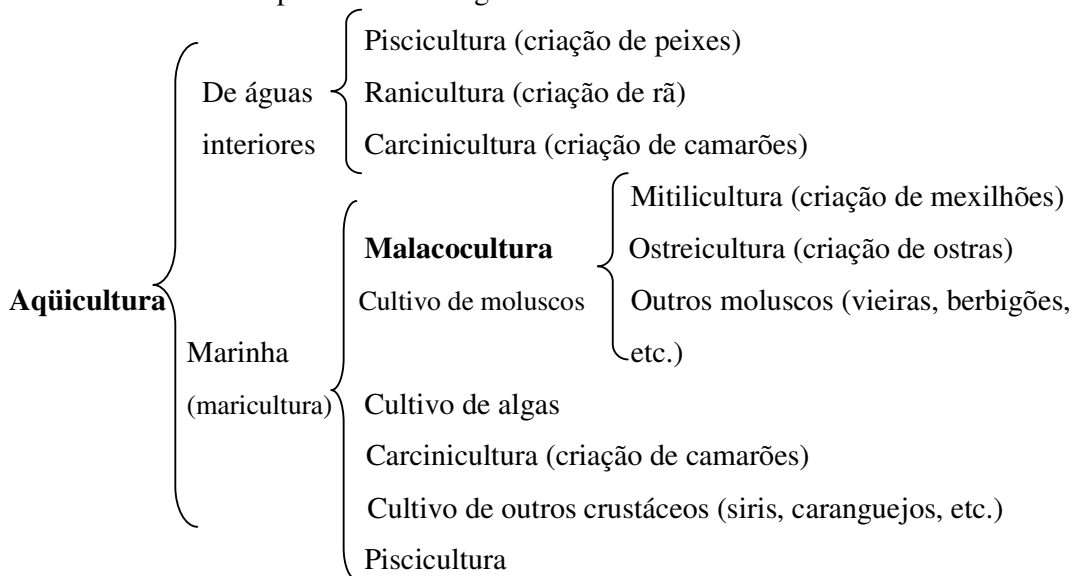 Piscicultura (criação de peixes)
De águas
Ranicultura (criação de rã)
interiores
Carcinicultura (criação de camarões)
Mitilicultura (criação de mexilhões)
Malacocultura
Ostreicultura (criação de ostras)
Aqüicultura
Cultivo de moluscos
Outros moluscos (vieiras, berbigões,
Marinha
etc.)
(maricultura)
Cultivo de algas
Carcinicultura (criação de camarões)
Cultivo de outros crustáceos (siris, caranguejos, etc.)
Piscicultura